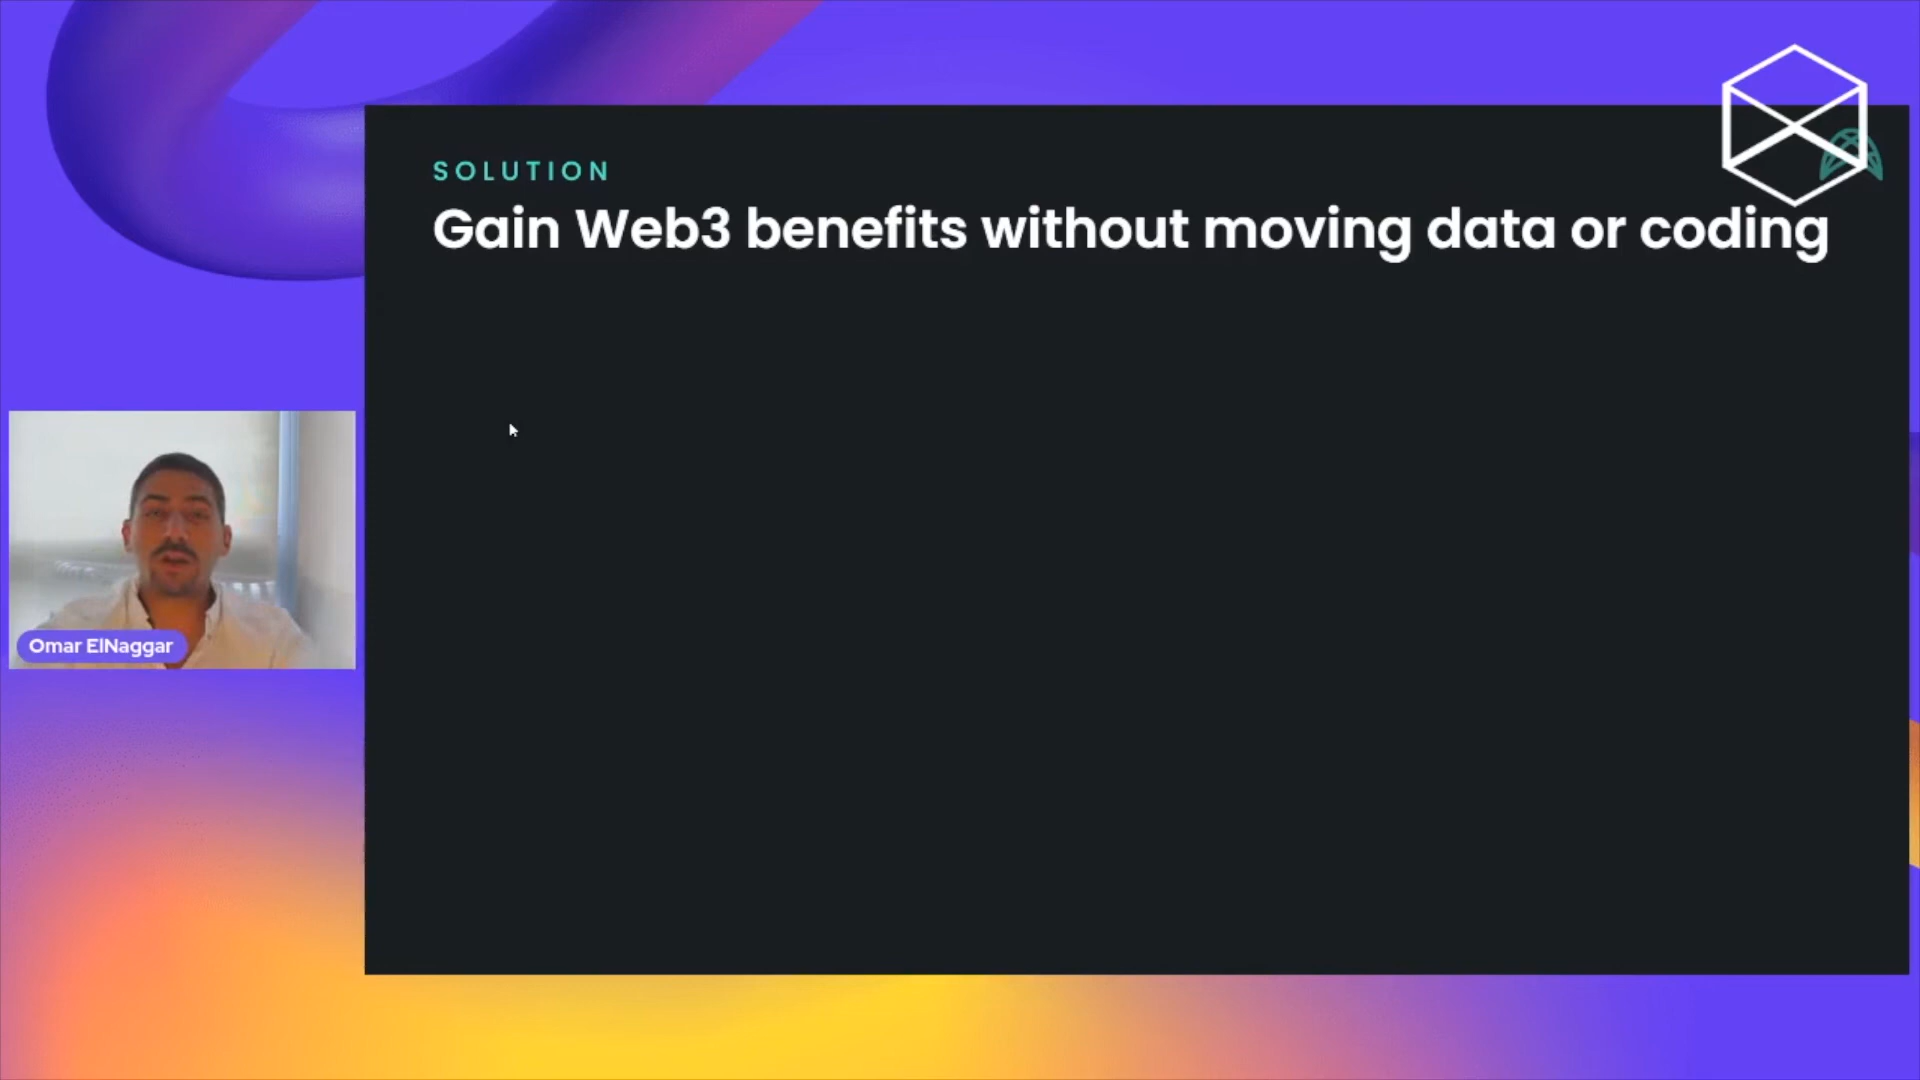 SOLUTION
Gain Web3 benefits without moving data or coding
Omar ElNaggar